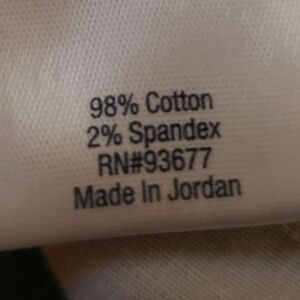 98% Cotton
2% Spandex
RN#93677
Made In Jordan